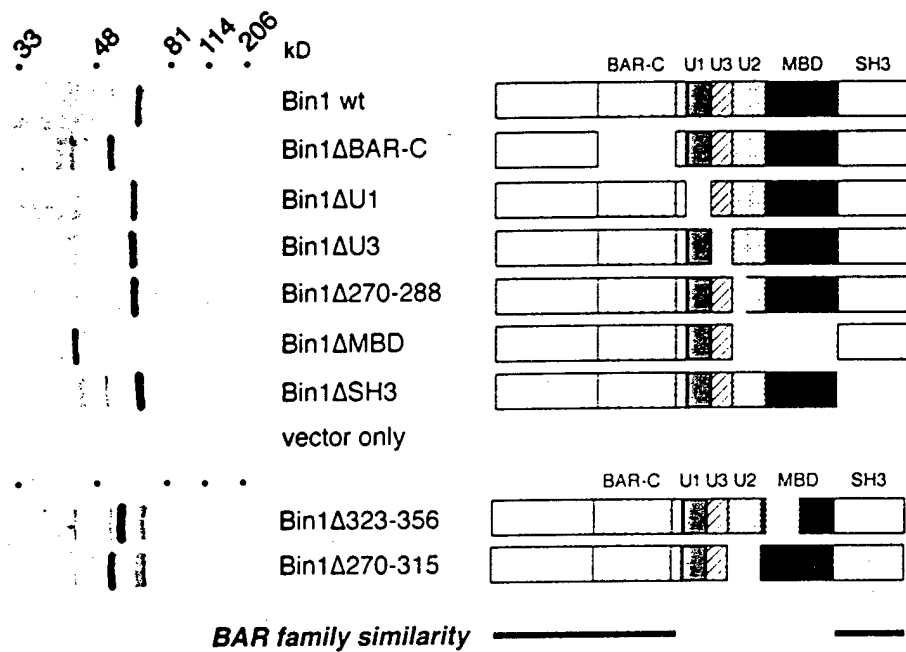 .33 .48 .81 .114 .206 kD
BAR-C U1 U3 U2 MBD SH3
Bin1 wt
Bin1ΔBAR-C
Bin1ΔU1
Bin1ΔU3
Bin1Δ270-288
Bin1ΔMBD
Bin1ΔSH3
vector only
BAR-C U1 U3 U2 MBD SH3
Bin1Δ323-356
Bin1Δ270-315
BAR family similarity